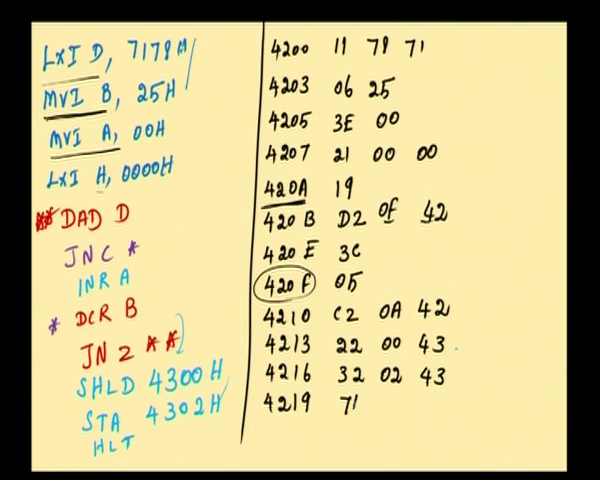 LXI D, 7178H
MVI B, 25H
MVI A, 00H
LXI H, 0000H
** DAD D
JNC *
INR A
* DCR B
JNZ **
SHLD 4300H
STA 4302H
HLT
4200 11 78 71
4203 06 25
4205 3E 00
4207 21 00 00
420A 19
420B D2 0F 42
420E 3C
420F 05
4210 C2 0A 42
4213 22 00 43
4216 32 02 43
4219 71